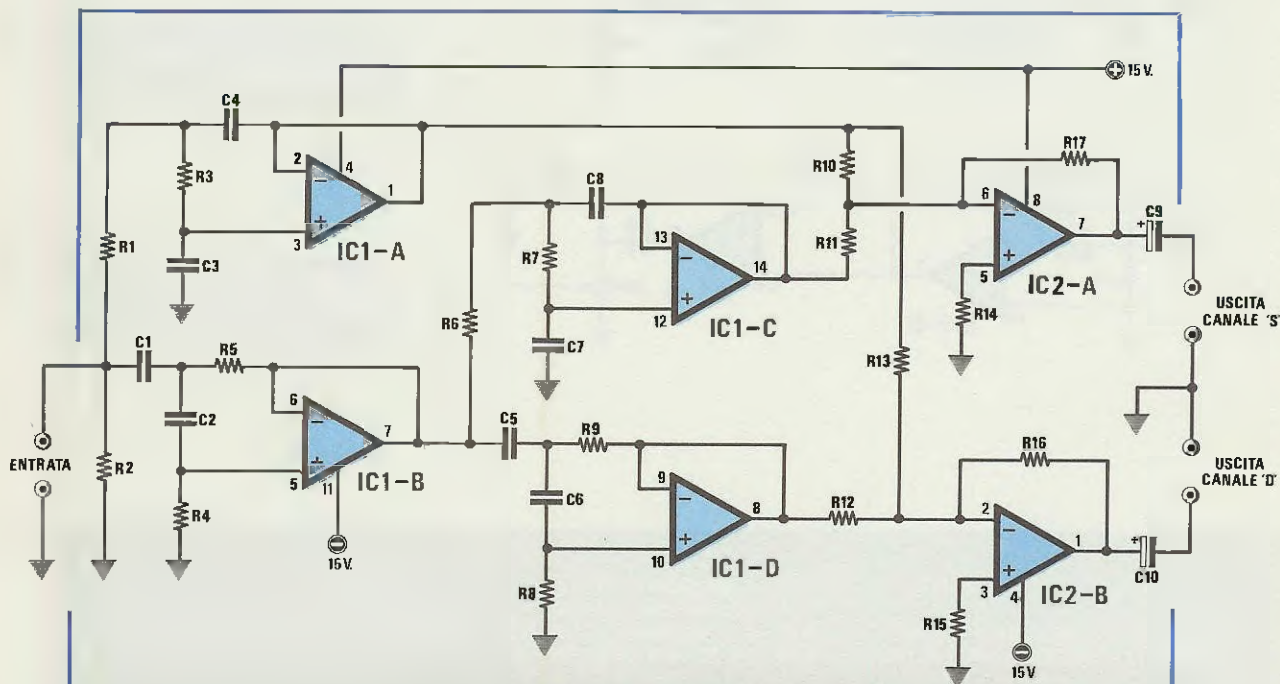 15 V.
C4
R3
2
4
1
3
IC1-A
C3
R1
R10
R17
C8
R7
13
14
12
IC1-C
R11
6
8
7
5
IC2-A
C9
+
R14
USCITA
CANALE 'S'
R6
C7
R13
C1
R5
6
7
5
11
IC1-B
C2
R4
15 V.
ENTRATA
R2
C5
R9
9
8
10
IC1-D
C6
R8
R12
R16
2
1
3
4
IC2-B
+
C10
R15
15 V.
USCITA
CANALE 'D'